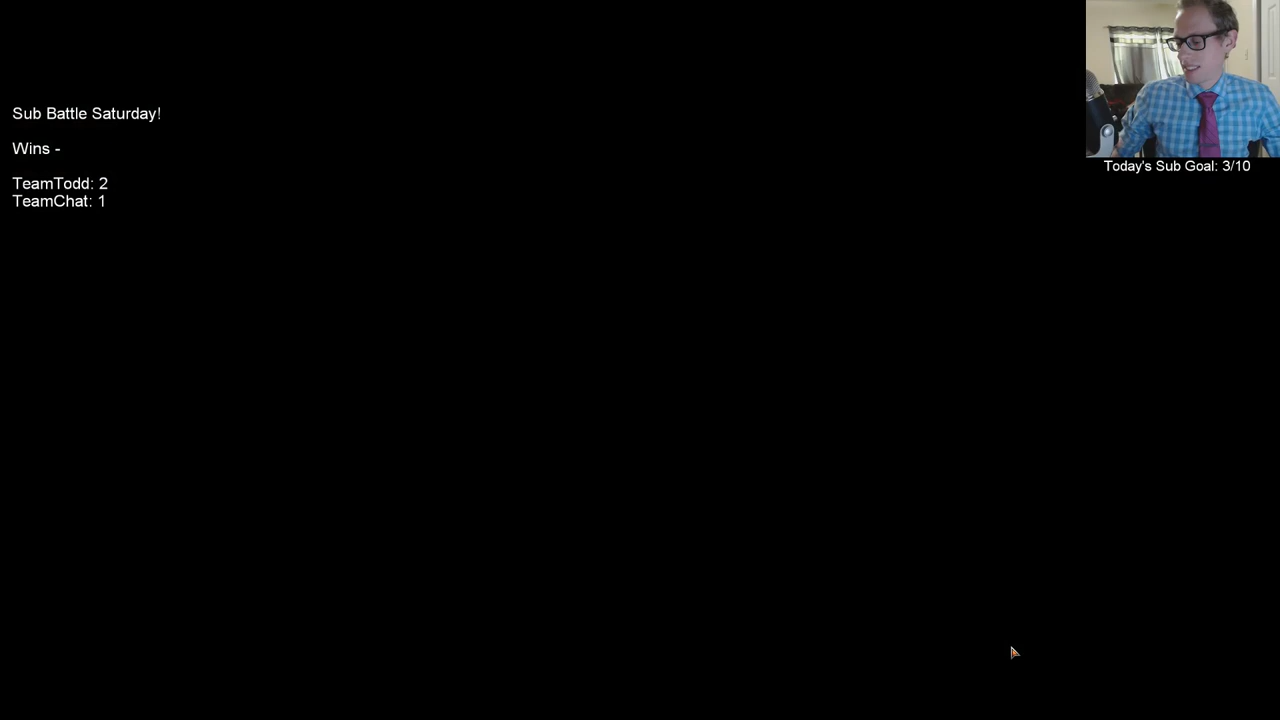 Sub Battle Saturday!
Wins -
TeamTodd: 2
TeamChat: 1
Today's Sub Goal: 3/10